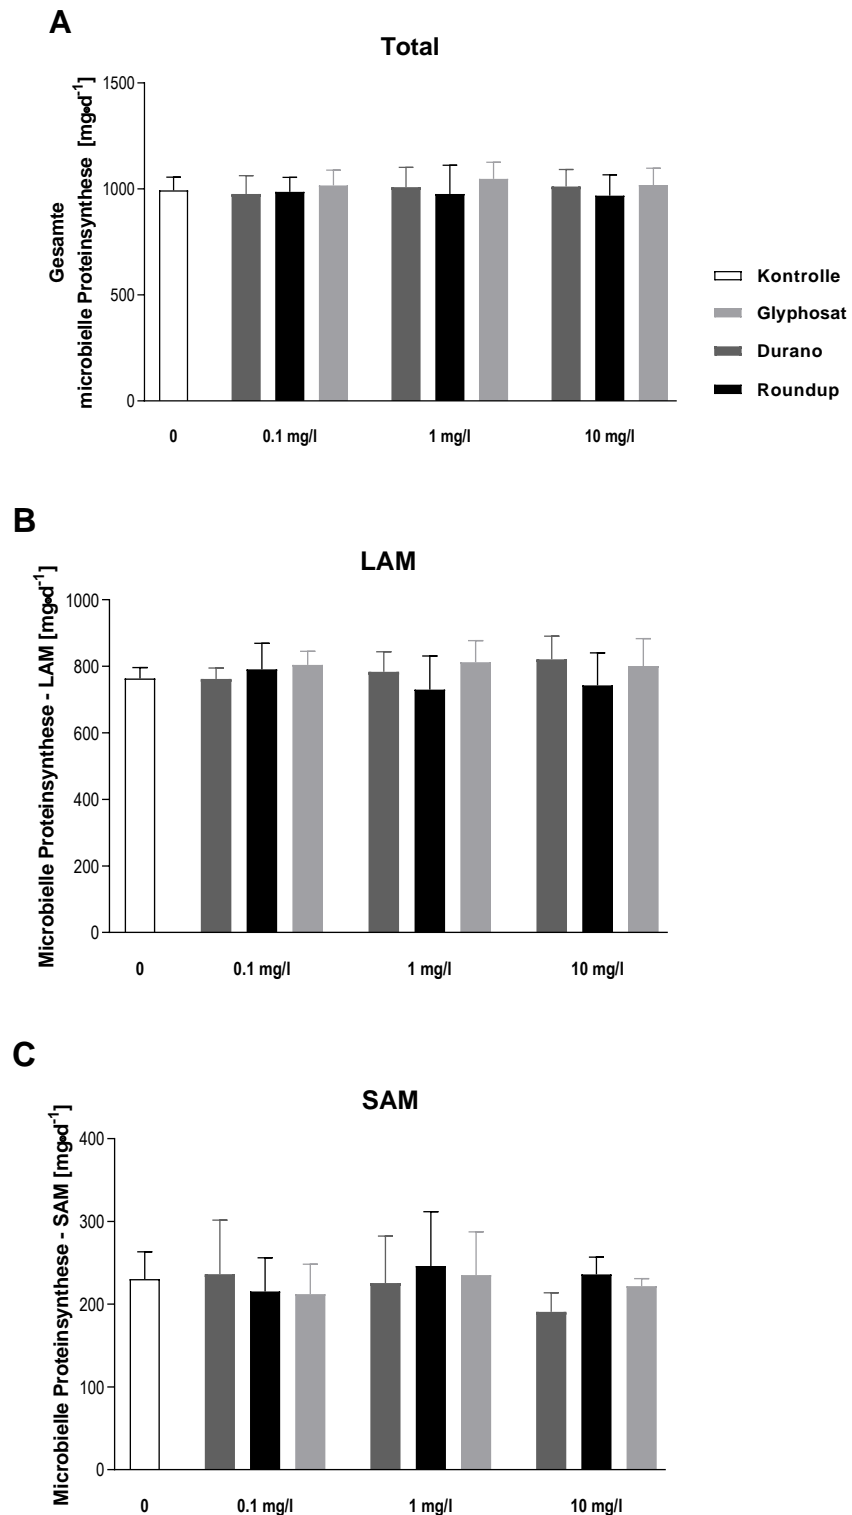 A
Total
Gesamte
microbielle Proteinsynthese [mg•d-1]
1500
1000
500
0
0 0.1 mg/l 1 mg/l 10 mg/l
Kontrolle
Glyphosat
Durano
Roundup
B
LAM
Microbielle Proteinsynthese - LAM [mg•d-1]
1000
800
600
400
200
0
0 0.1 mg/l 1 mg/l 10 mg/l
C
SAM
Microbielle Proteinsynthese - SAM [mg•d-1]
400
300
200
100
0
0 0.1 mg/l 1 mg/l 10 mg/l